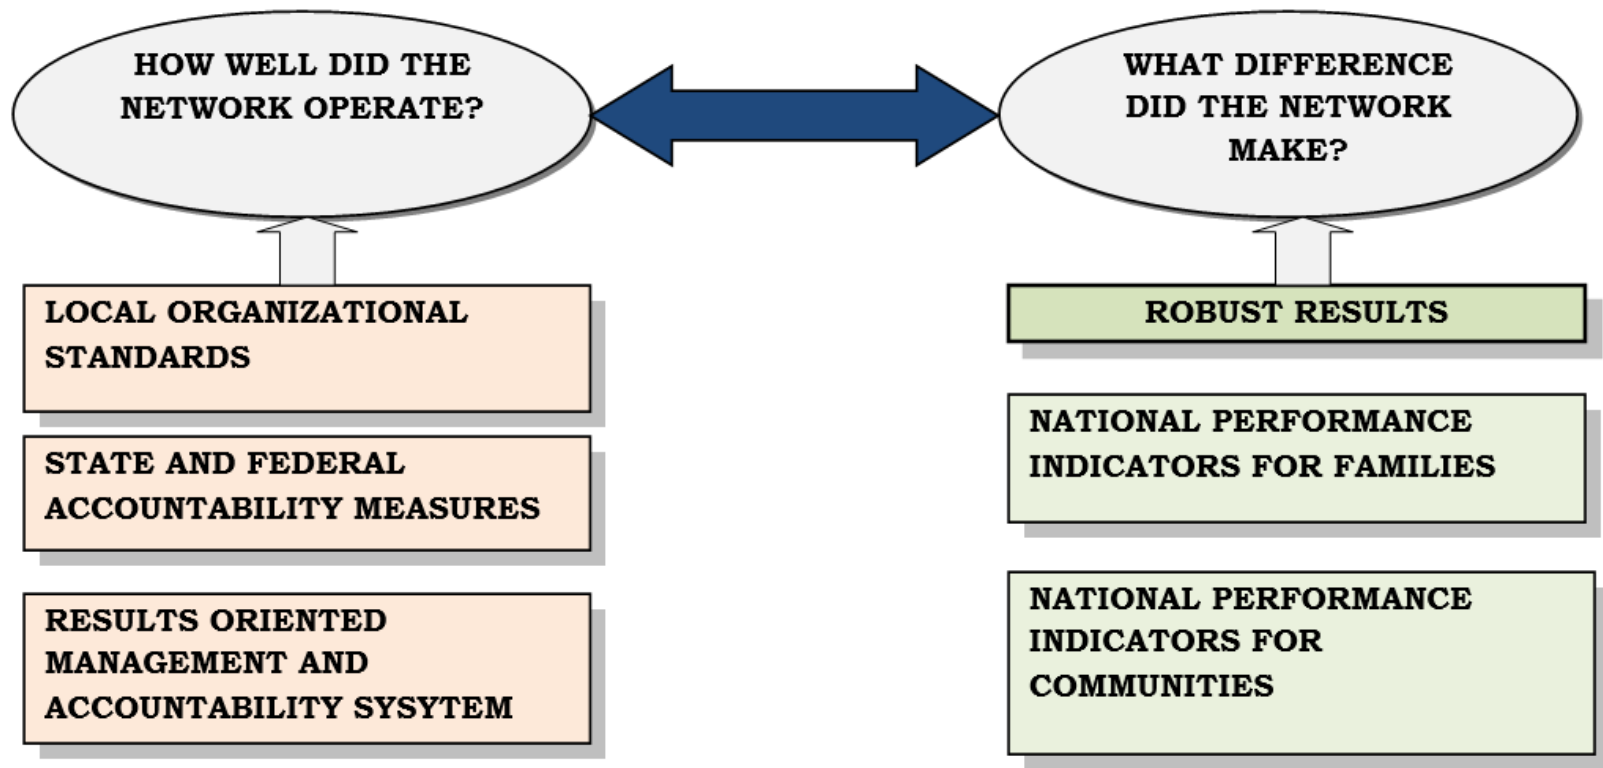 HOW WELL DID THE
NETWORK OPERATE?
WHAT DIFFERENCE
DID THE NETWORK
MAKE?
LOCAL ORGANIZATIONAL
STANDARDS
STATE AND FEDERAL
ACCOUNTABILITY MEASURES
RESULTS ORIENTED
MANAGEMENT AND
ACCOUNTABILITY SYSYTEM
ROBUST RESULTS
NATIONAL PERFORMANCE
INDICATORS FOR FAMILIES
NATIONAL PERFORMANCE
INDICATORS FOR
COMMUNITIES